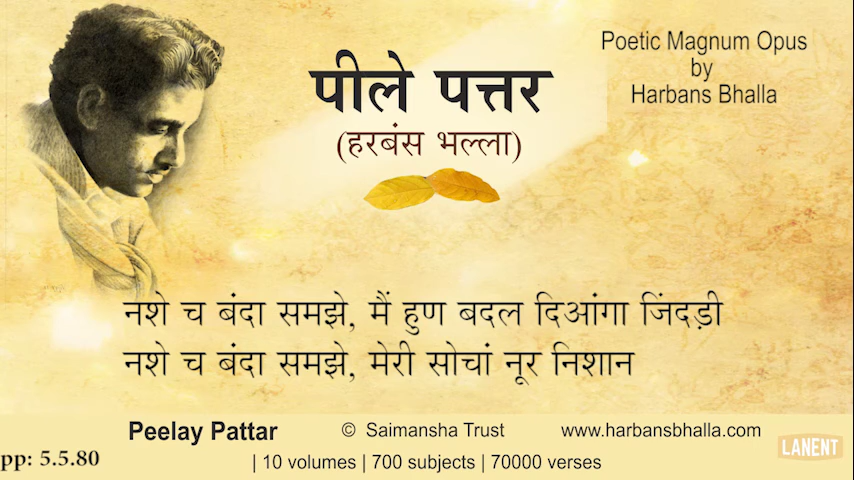 Poetic Magnum Opus
by
Harbans Bhalla
पीले पत्तर
(हरबंस भल्ला)
नशे च बंदा समझे, मैं हुण बदल दिआंगा जिंदड़ी
नशे च बंदा समझे, मेरी सोचां नूर निशान
Peelay Pattar © Saimansha Trust www.harbansbhalla.com
LANENT
pp: 5.5.80
| 10 volumes | 700 subjects | 70000 verses